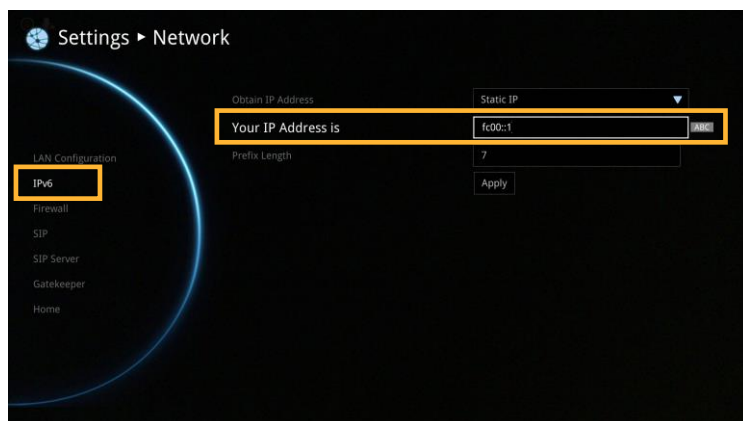 Settings ▸ Network
Obtain IP Address Static IP
Your IP Address is fc00::1 ABC
Prefix Length 7
Apply
LAN Configuration
IPv6
Firewall
SIP
SIP Server
Gatekeeper
Home